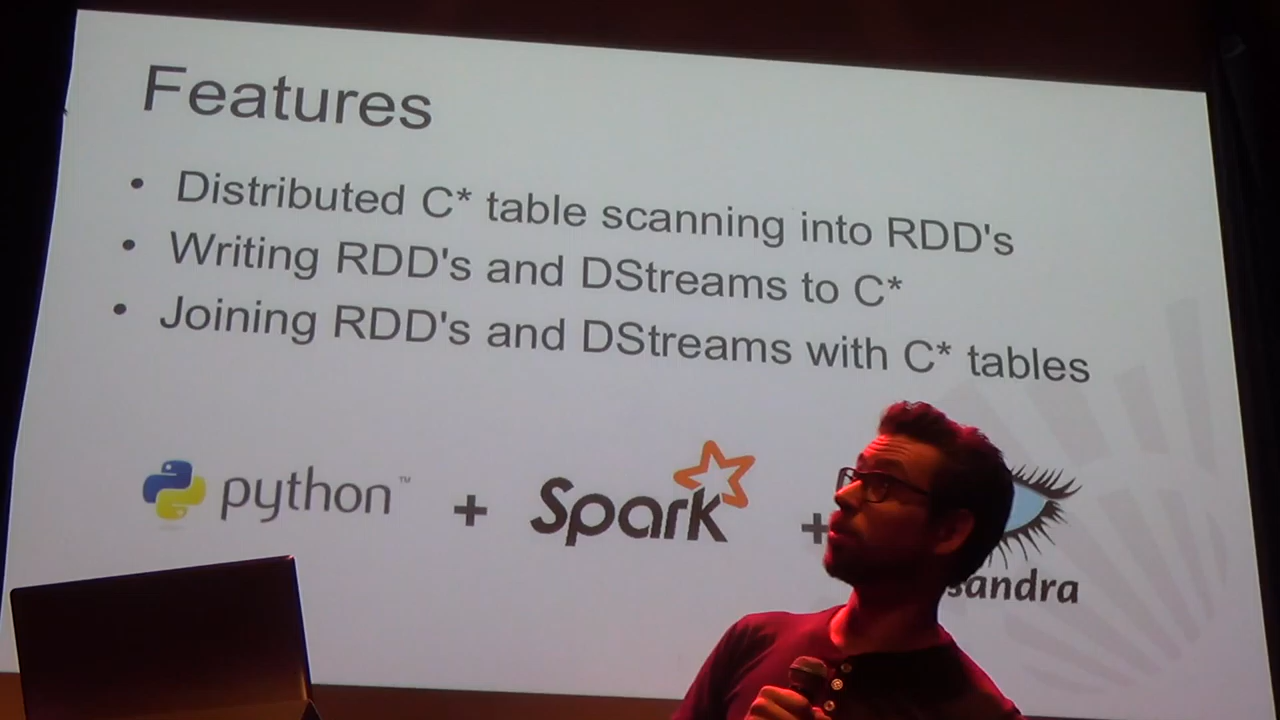 Features
• Distributed C* table scanning into RDD's
• Writing RDD's and DStreams to C*
• Joining RDD's and DStreams with C* tables
python™ + Spark +
sandra